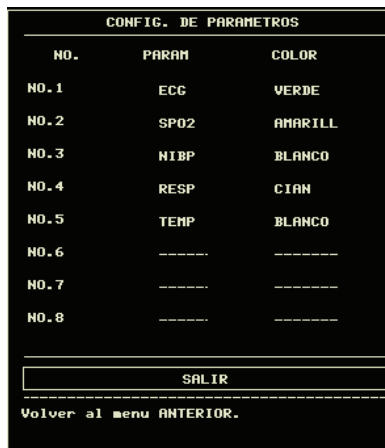 CONFIG. DE PARAMETROS
NO. PARAM COLOR
NO.1 ECG VERDE
NO.2 SPO2 AMARILL
NO.3 NIBP BLANCO
NO.4 RESP CIAN
NO.5 TEMP BLANCO
NO.6 -----. -------
NO.7 -----. -------
NO.8 -----. -------
SALIR
Volver al menu ANTERIOR.